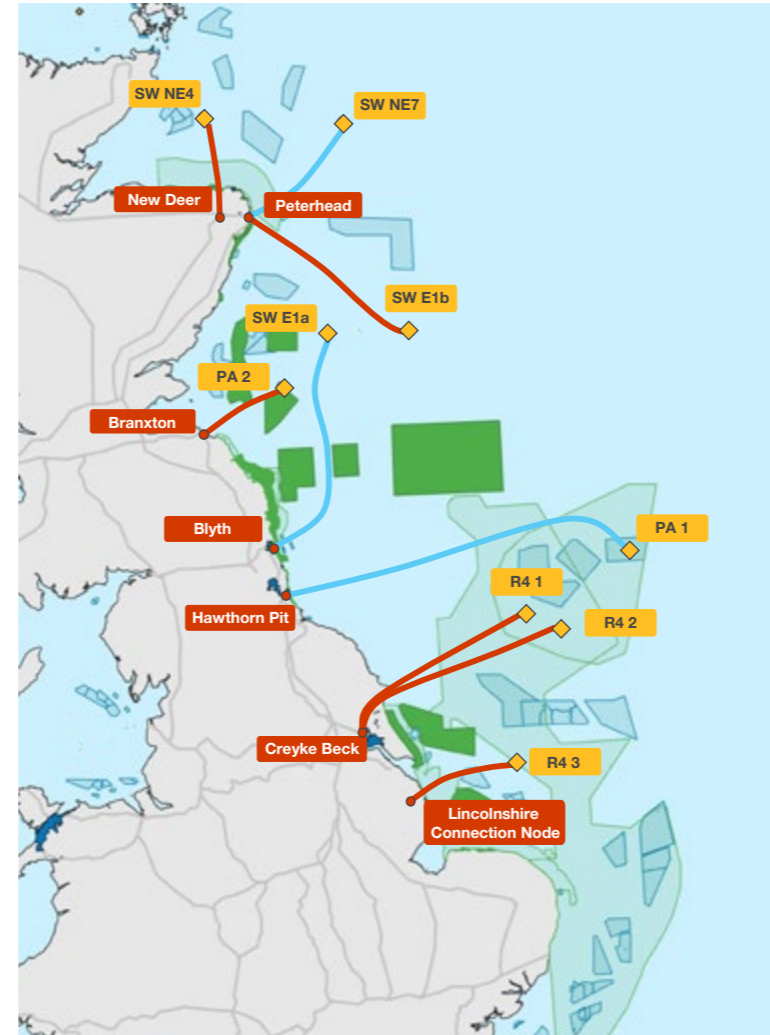 SW NE4
SW NE7
New Deer
Peterhead
SW E1b
SW E1a
PA 2
Branxton
Blyth
PA 1
R4 1
Hawthorn Pit
R4 2
Creyke Beck
R4 3
Lincolnshire
Connection Node